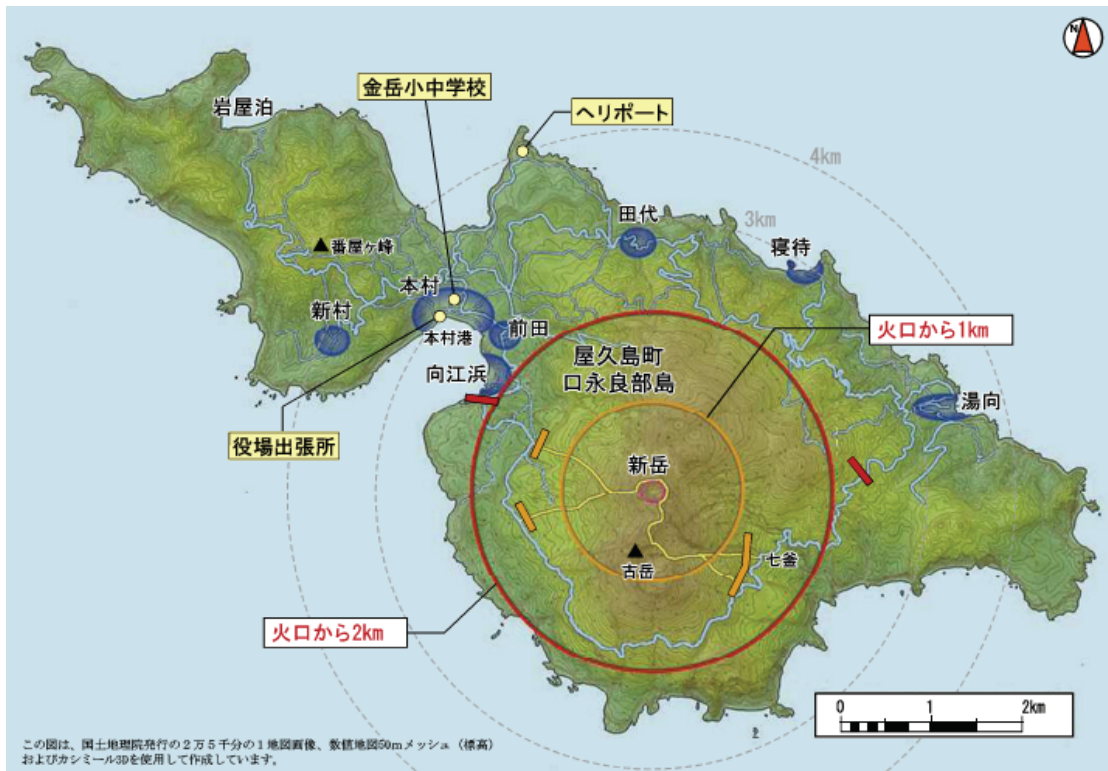 N
金岳小中学校
岩屋泊
ヘリポート
4km
田代
3km
寝待
番屋ヶ峰
本村
新村
本村港
前田
火口から1km
屋久島町
口永良部島
向江浜
湯向
役場出張所
新岳
古岳
七釜
火口から2km
0 1 2km
この図は、国土地理院発行の2万5千分の1地図画像、数値地図50mメッシュ（標高）
およびカシミール3Dを使用して作成しています。